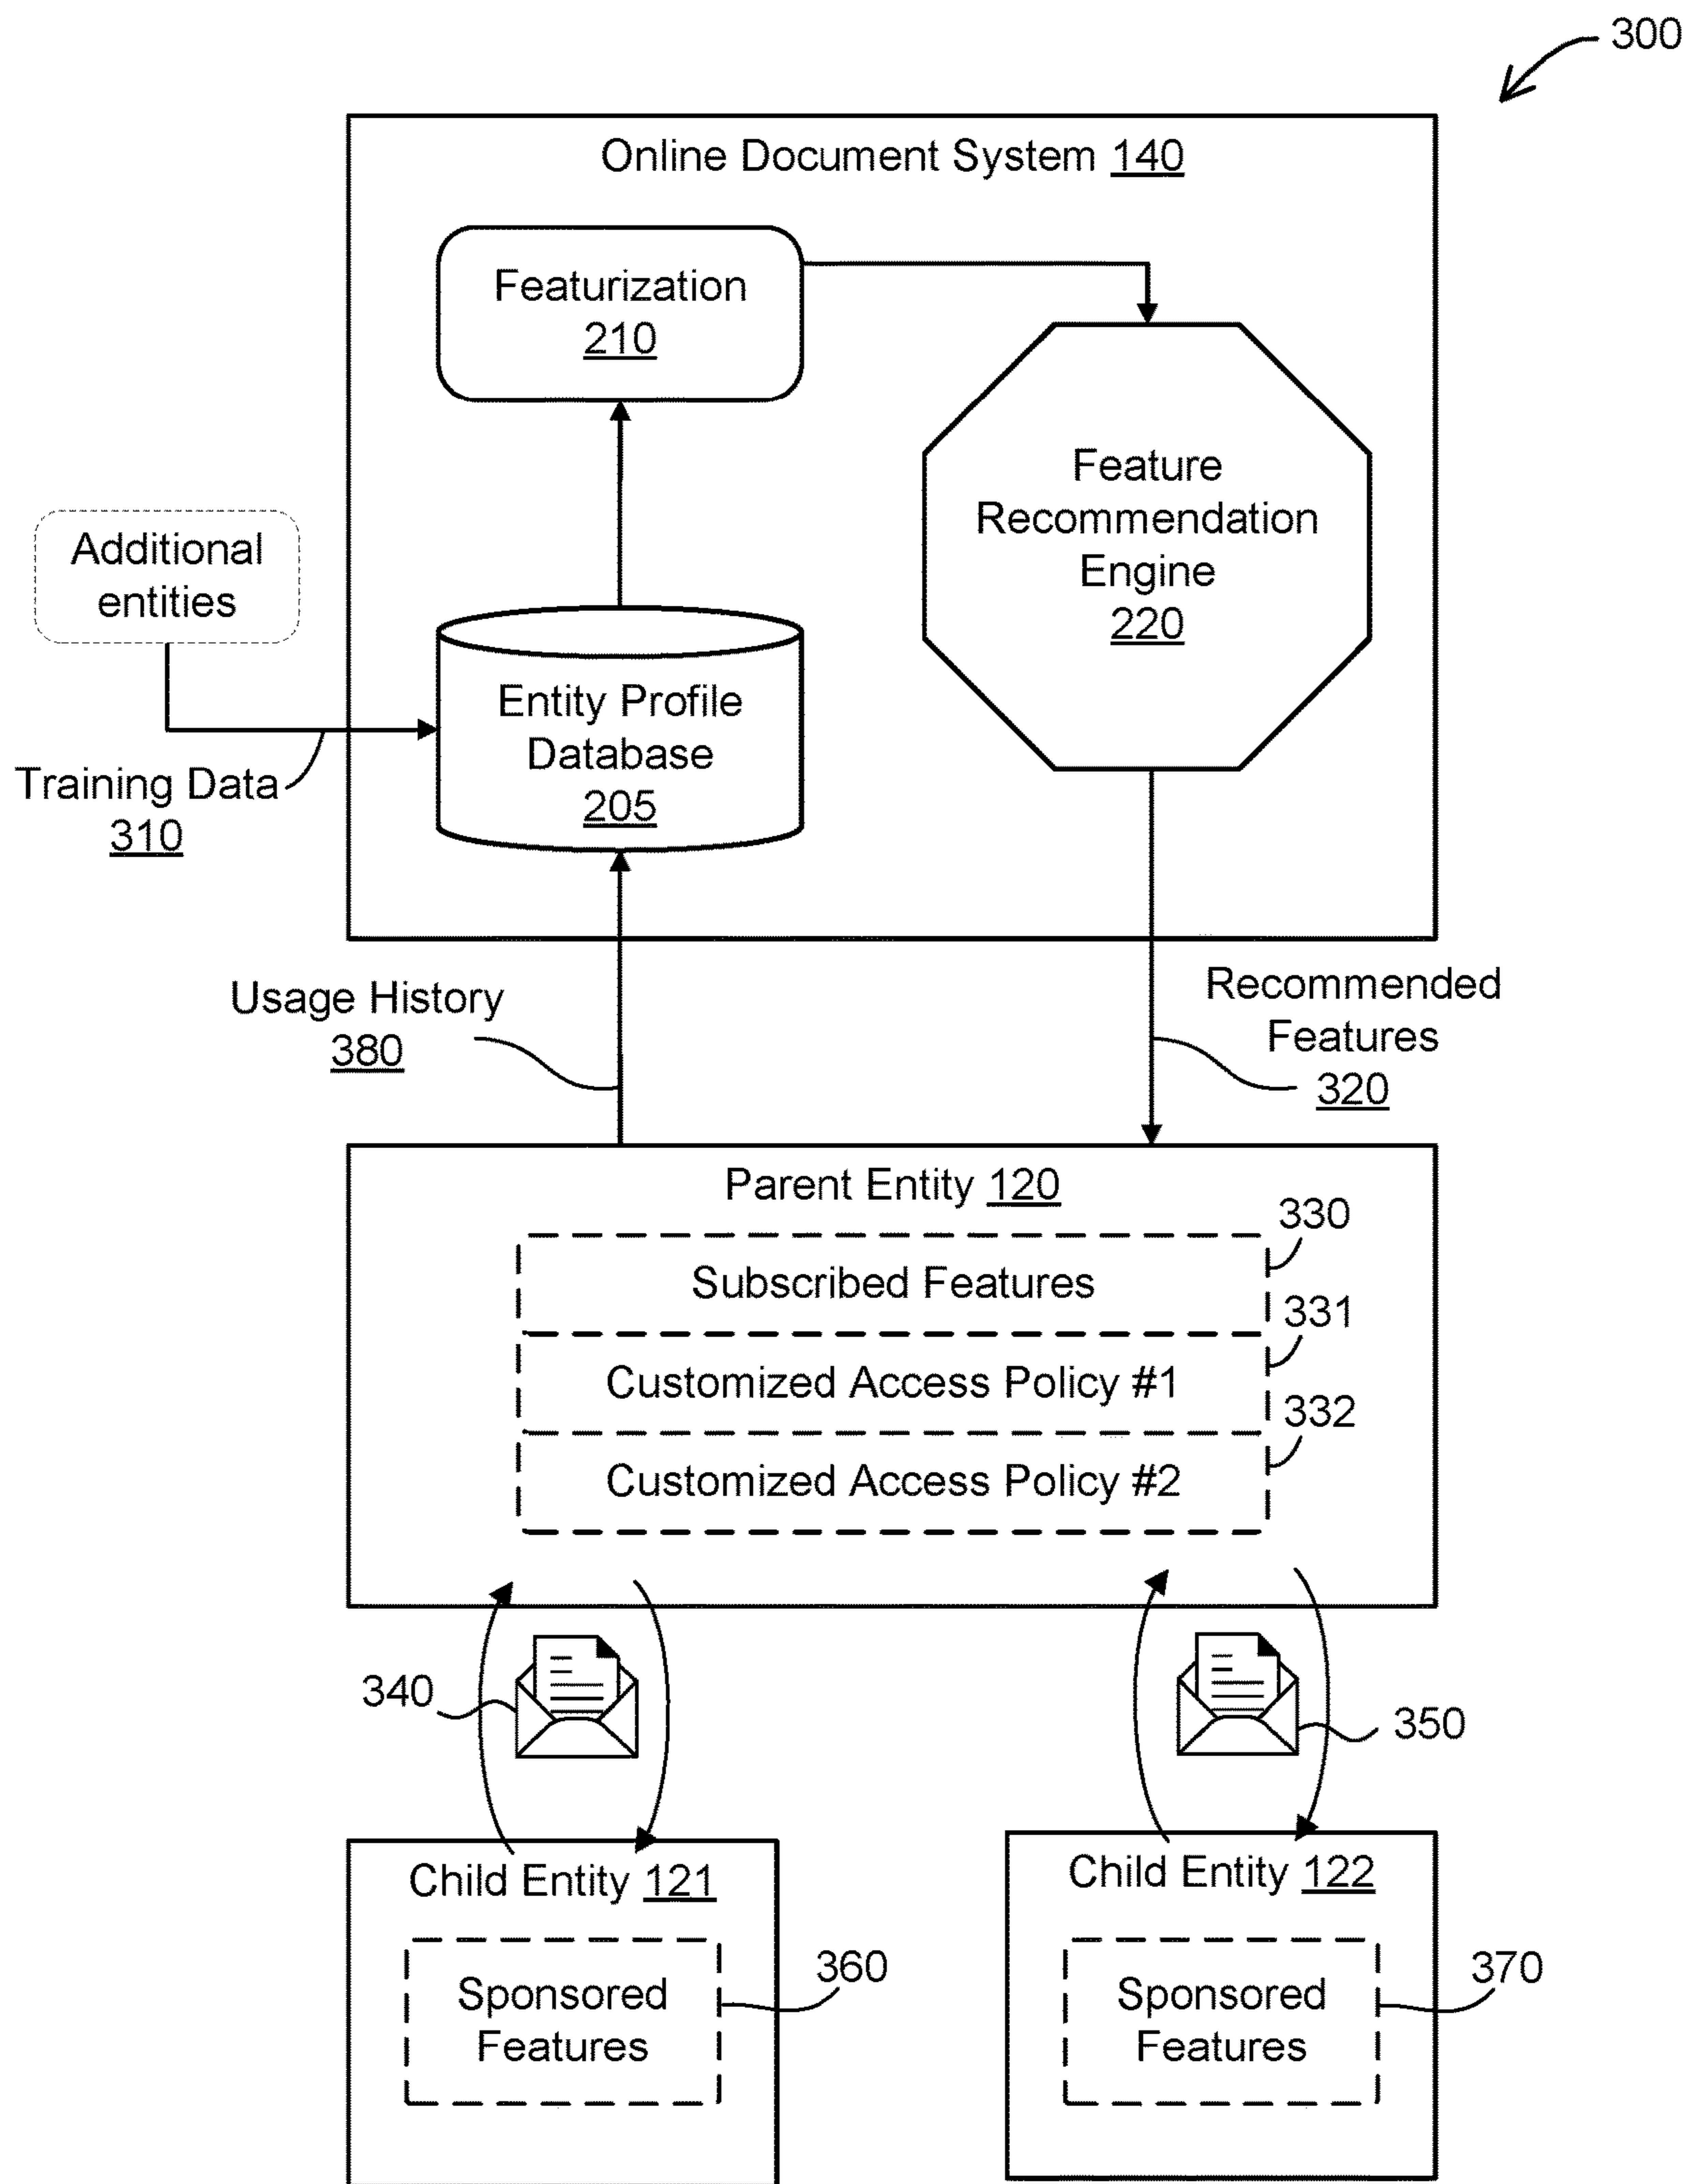 300
Online Document System 140
Featurization
210
Feature
Recommendation
Engine
220
Additional
entities
Entity Profile
Database
205
Training Data
310
Usage History
380
Recommended
Features
320
Parent Entity 120
330
Subscribed Features
331
Customized Access Policy #1
332
Customized Access Policy #2
340
350
Child Entity 121
Child Entity 122
360
Sponsored
Features
370
Sponsored
Features